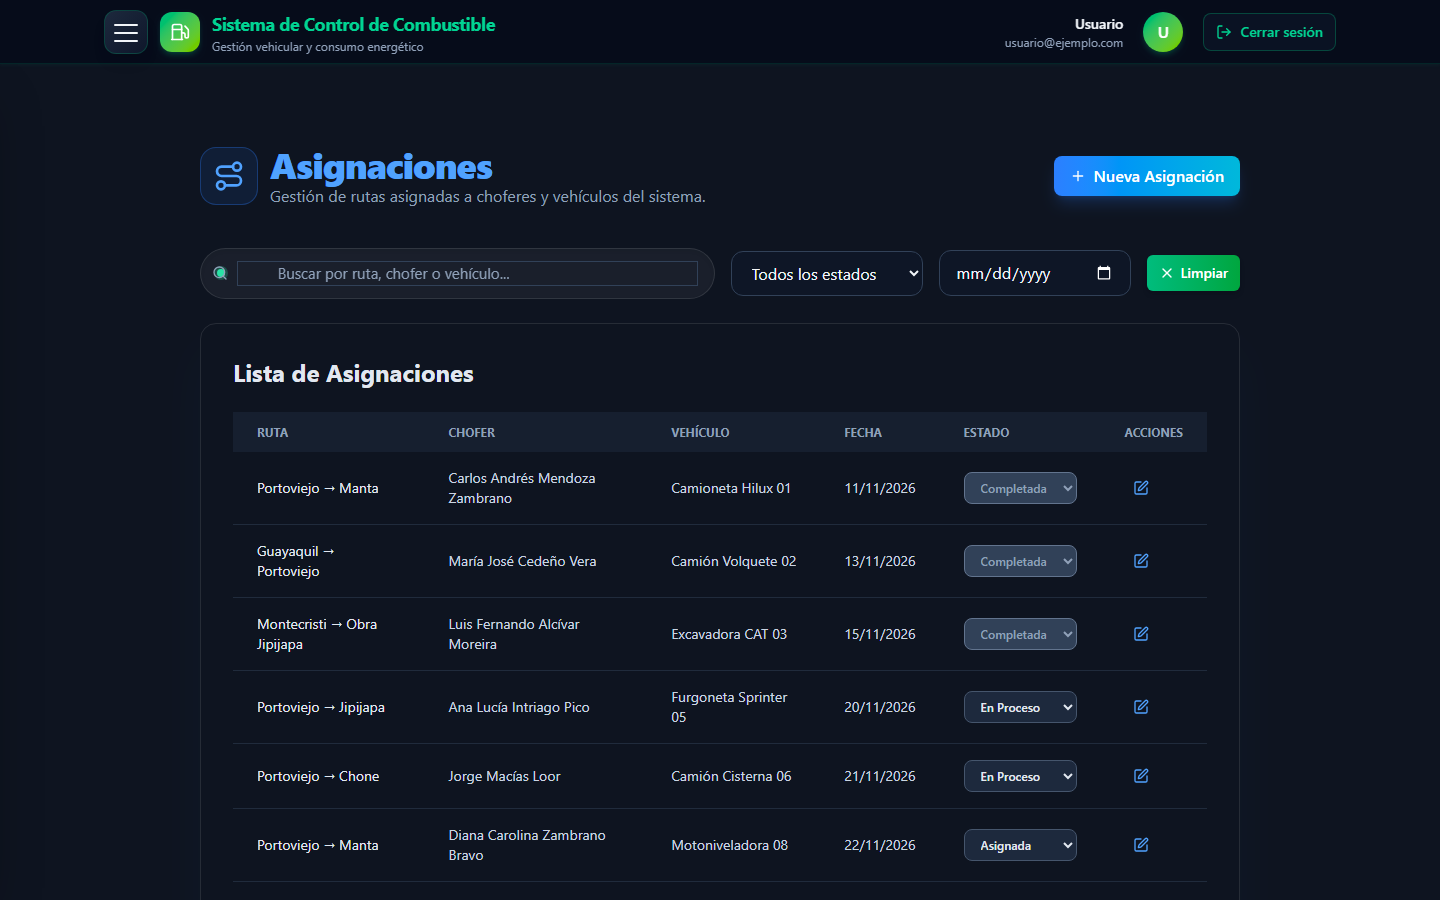 Sistema de Control de Combustible
Gestión vehicular y consumo energético
Usuario
usuario@ejemplo.com
U
Cerrar sesión
Asignaciones
Gestión de rutas asignadas a choferes y vehículos del sistema.
+ Nueva Asignación
Buscar por ruta, chofer o vehículo...
Todos los estados
mm/dd/yyyy
Limpiar
Lista de Asignaciones
RUTA CHOFER VEHÍCULO FECHA ESTADO ACCIONES
Portoviejo → Manta
Carlos Andrés Mendoza
Zambrano
Camioneta Hilux 01
11/11/2026
Completada
Guayaquil →
Portoviejo
María José Cedeño Vera
Camión Volquete 02
13/11/2026
Completada
Montecristi → Obra
Jipijapa
Luis Fernando Alcívar
Moreira
Excavadora CAT 03
15/11/2026
Completada
Portoviejo → Jipijapa
Ana Lucía Intriago Pico
Furgoneta Sprinter
05
20/11/2026
En Proceso
Portoviejo → Chone
Jorge Macías Loor
Camión Cisterna 06
21/11/2026
En Proceso
Portoviejo → Manta
Diana Carolina Zambrano
Bravo
Motoniveladora 08
22/11/2026
Asignada